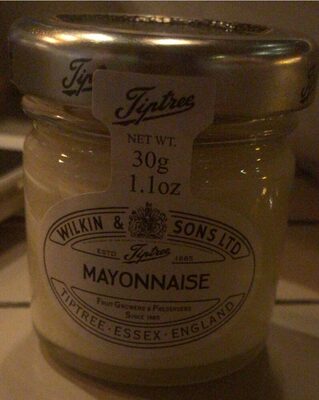 Tiptree
Tiptree
NET WT.
30g
1.1oz
WILKIN & SONS LTD
ESTD. Tiptree 1885
MAYONNAISE
FRUIT GROWERS & PRESERVERS
SINCE 1885
TIPTREE · ESSEX · ENGLAND